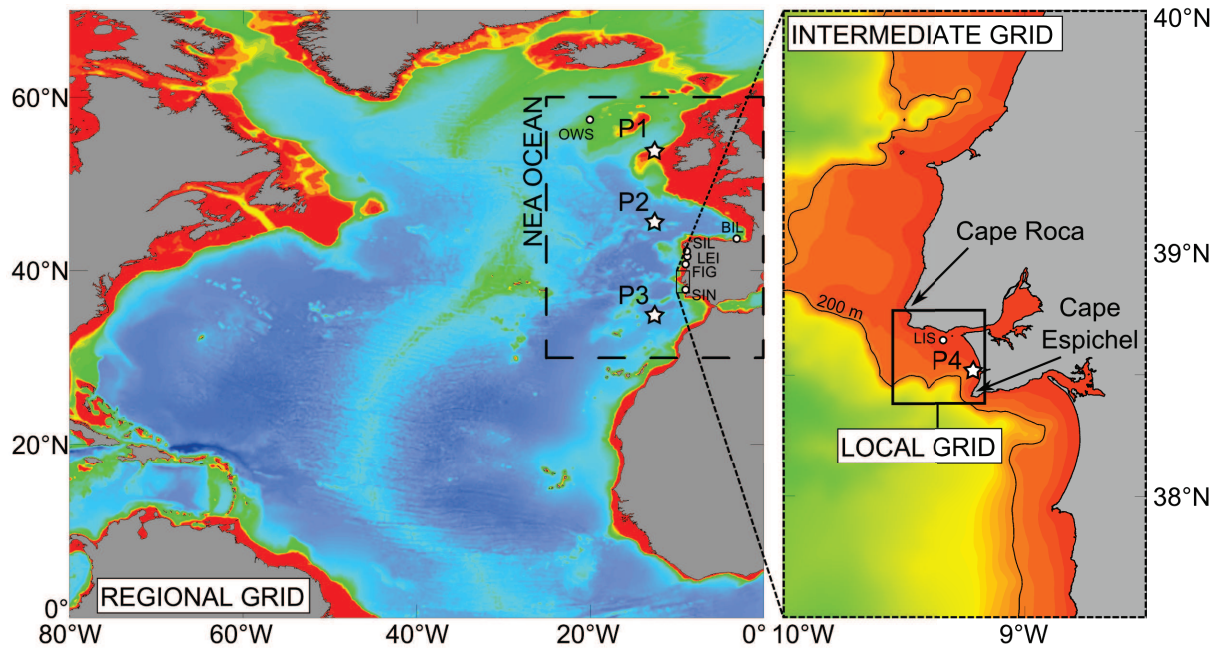 60°N
40°N
20°N
0°
80°W
60°W
40°W
20°W
0°
REGIONAL GRID
NEA OCEAN
OWS
P1
P2
BIL
SIL
LEI
FIG
P3
SIN
INTERMEDIATE GRID
40°N
39°N
38°N
10°W
9°W
Cape Roca
200 m
Cape
Espichel
LIS
P4
LOCAL GRID